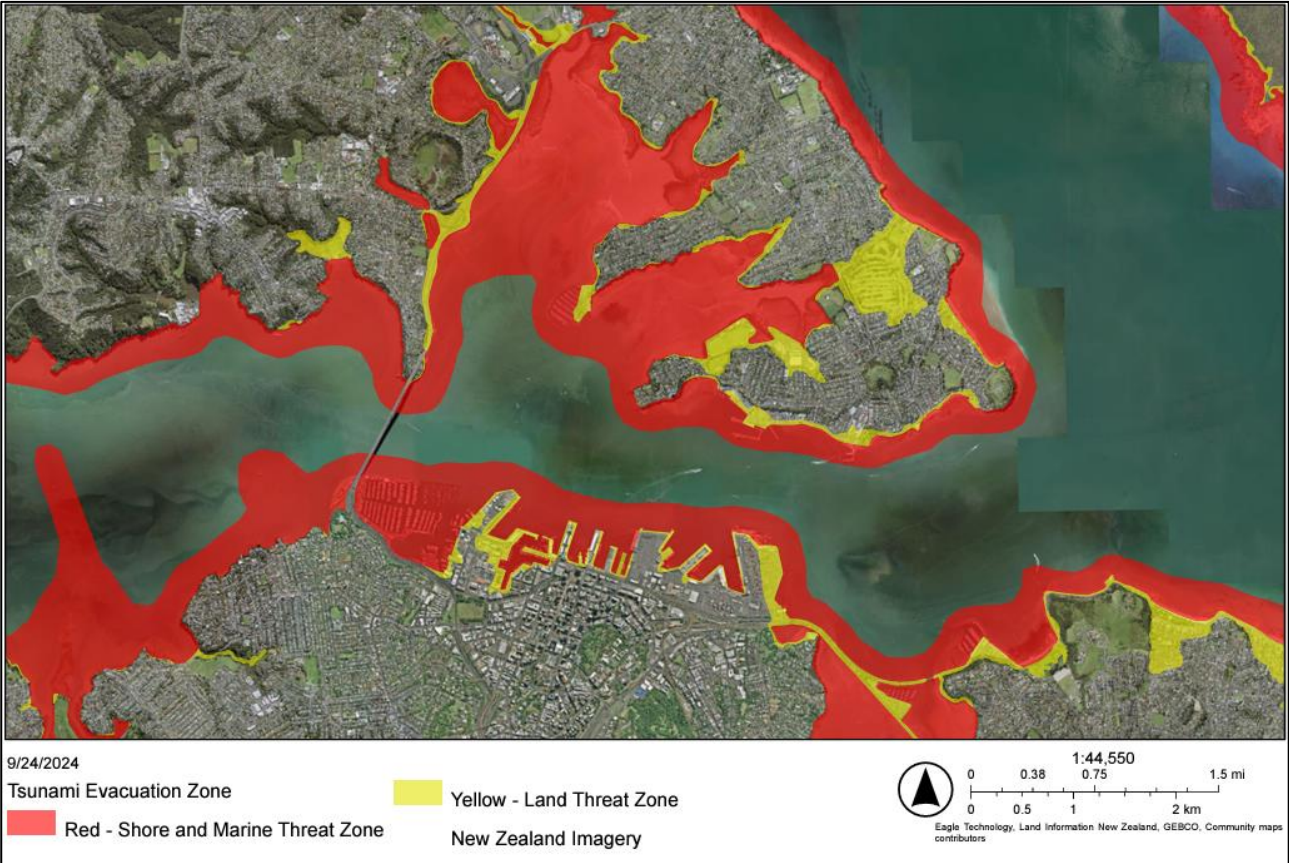 9/24/2024
Tsunami Evacuation Zone
Red - Shore and Marine Threat Zone
Yellow - Land Threat Zone
New Zealand Imagery
1:44,550
0 0.38 0.75 1.5 mi
0 0.5 1 2 km
Eagle Technology, Land Information New Zealand, GEBCO, Community maps
contributors